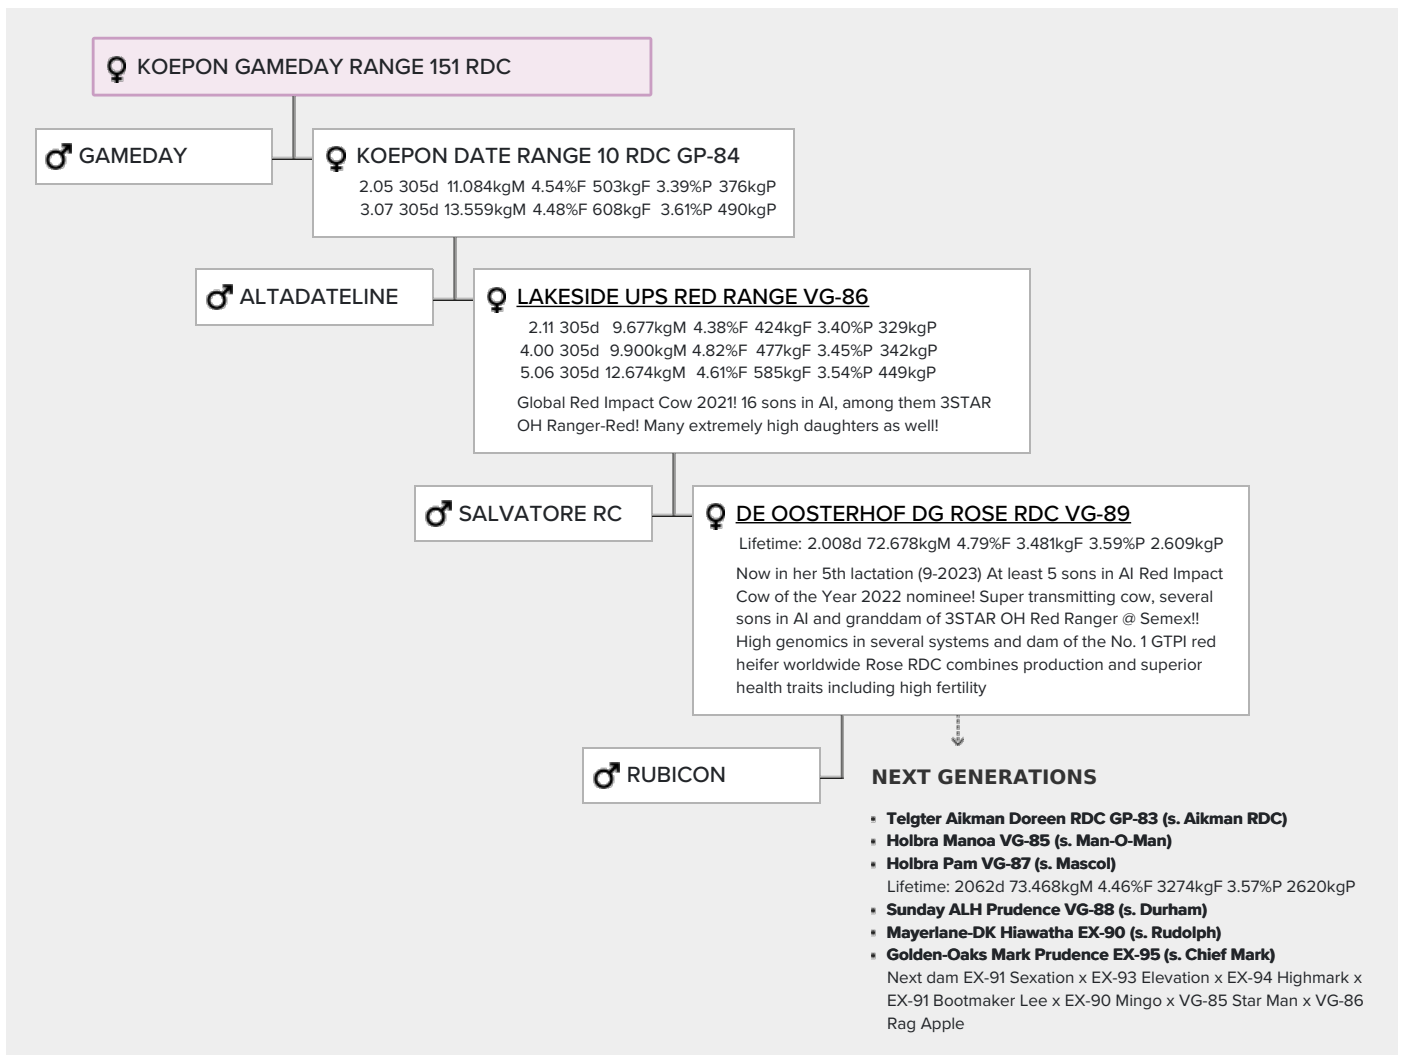 KOEPON GAMEDAY RANGE 151 RDC
GAMEDAY
KOEPON DATE RANGE 10 RDC GP-84
2.05 305d 11.084kgM 4.54%F 503kgF 3.39%P 376kgP
3.07 305d 13.559kgM 4.48%F 608kgF 3.61%P 490kgP
ALTADATELINE
LAKESIDE UPS RED RANGE VG-86
2.11 305d 9.677kgM 4.38%F 424kgF 3.40%P 329kgP
4.00 305d 9.900kgM 4.82%F 477kgF 3.45%P 342kgP
5.06 305d 12.674kgM 4.61%F 585kgF 3.54%P 449kgP
Global Red Impact Cow 2021! 16 sons in AI, among them 3STAR
OH Ranger-Red! Many extremely high daughters as well!
SALVATORE RC
DE OOSTERHOF DG ROSE RDC VG-89
Lifetime: 2.008d 72.678kgM 4.79%F 3.481kgF 3.59%P 2.609kgP
Now in her 5th lactation (9-2023) At least 5 sons in AI Red Impact
Cow of the Year 2022 nominee! Super transmitting cow, several
sons in AI and granddam of 3STAR OH Red Ranger @ Semex!!
High genomics in several systems and dam of the No. 1 GTPI red
heifer worldwide Rose RDC combines production and superior
health traits including high fertility
RUBICON
NEXT GENERATIONS
Telgter Aikman Doreen RDC GP-83 (s. Aikman RDC)
Holbra Manoa VG-85 (s. Man-O-Man)
Holbra Pam VG-87 (s. Mascol)
Lifetime: 2062d 73.468kgM 4.46%F 3274kgF 3.57%P 2620kgP
Sunday ALH Prudence VG-88 (s. Durham)
Mayerlane-DK Hiawatha EX-90 (s. Rudolph)
Golden-Oaks Mark Prudence EX-95 (s. Chief Mark)
Next dam EX-91 Sexation x EX-93 Elevation x EX-94 Highmark x
EX-91 Bootmaker Lee x EX-90 Mingo x VG-85 Star Man x VG-86
Rag Apple